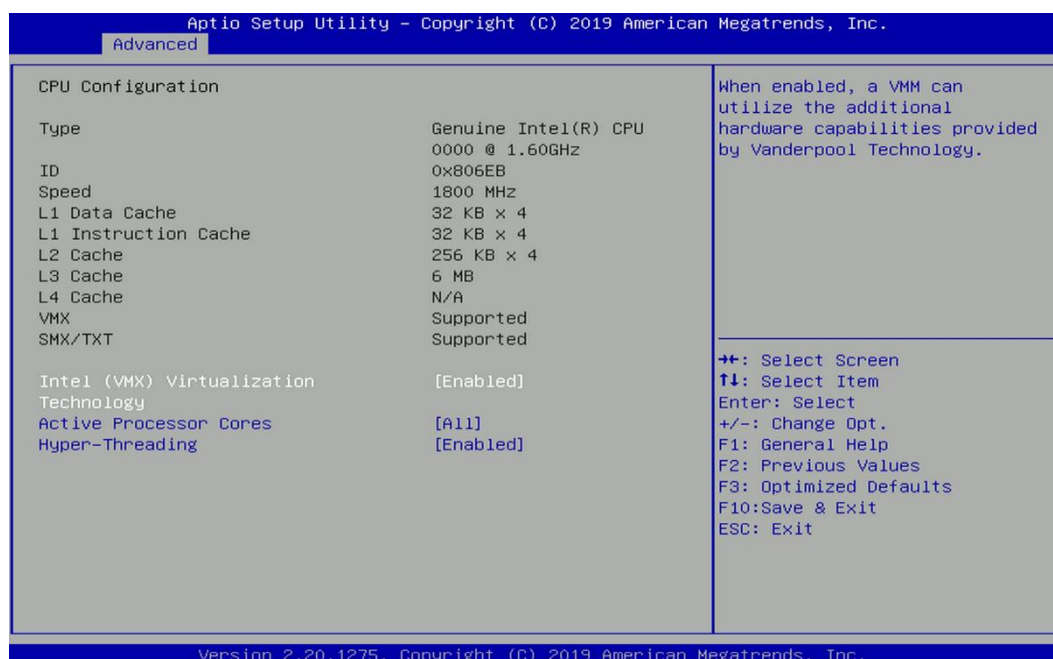 Aptio Setup Utility – Copyright (C) 2019 American Megatrends, Inc.
Advanced
CPU Configuration
Type Genuine Intel(R) CPU
0000 @ 1.60GHz
ID 0x806EB
Speed 1800 MHz
L1 Data Cache 32 KB x 4
L1 Instruction Cache 32 KB x 4
L2 Cache 256 KB x 4
L3 Cache 6 MB
L4 Cache N/A
VMX Supported
SMX/TXT Supported
Intel (VMX) Virtualization [Enabled]
Technology
Active Processor Cores [All]
Hyper-Threading [Enabled]
When enabled, a VMM can
utilize the additional
hardware capabilities provided
by Vanderpool Technology.
→←: Select Screen
↑↓: Select Item
Enter: Select
+/-: Change Opt.
F1: General Help
F2: Previous Values
F3: Optimized Defaults
F10:Save & Exit
ESC: Exit
Version 2.20.1275. Copyright (C) 2019 American Megatrends, Inc.